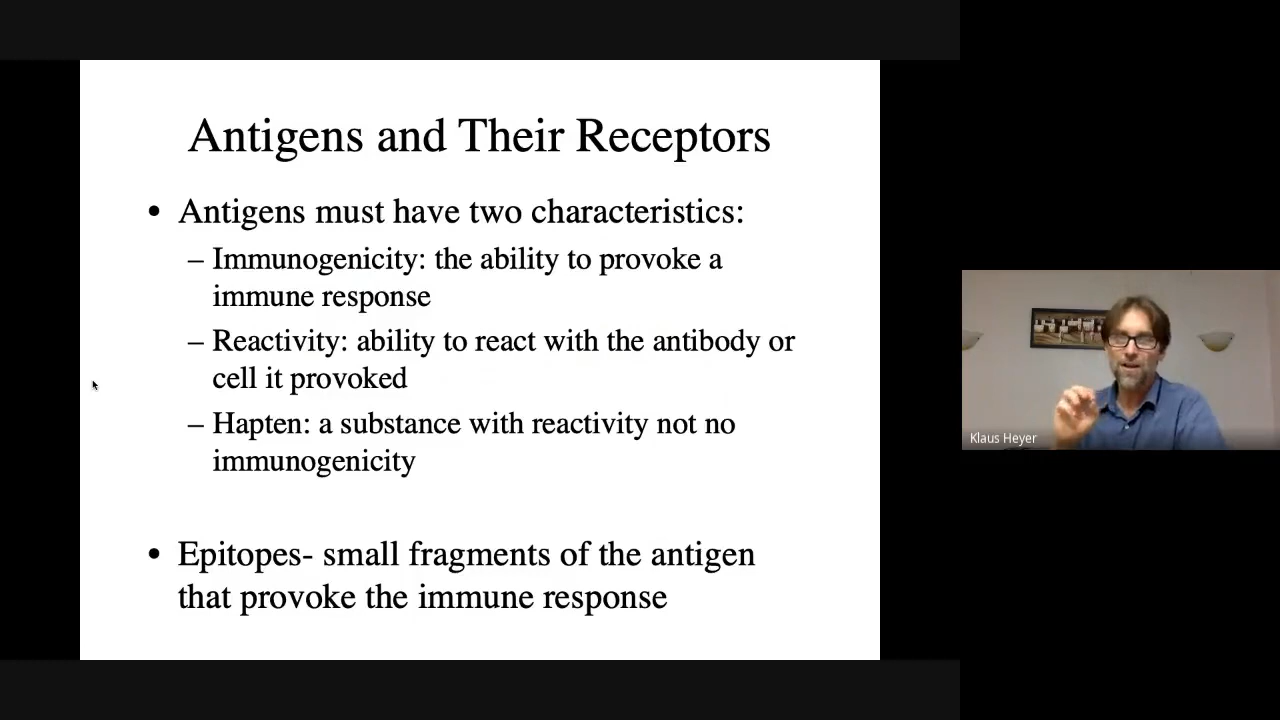 Antigens and Their Receptors
• Antigens must have two characteristics:
– Immunogenicity: the ability to provoke a
immune response
– Reactivity: ability to react with the antibody or
cell it provoked
– Hapten: a substance with reactivity not no
immunogenicity
• Epitopes- small fragments of the antigen
that provoke the immune response
Klaus Heyer